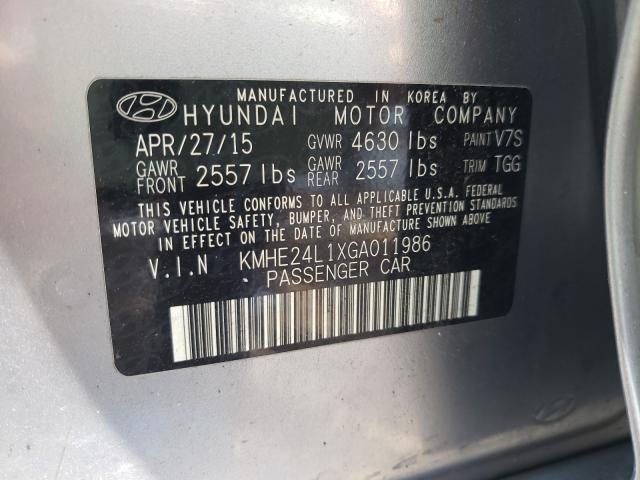 MANUFACTURED IN KOREA BY
HYUNDAI MOTOR COMPANY
APR/27/15 GVWR 4630 lbs PAINT V7S
GAWR FRONT 2557 lbs GAWR REAR 2557 lbs TRIM TGG
THIS VEHICLE CONFORMS TO ALL APPLICABLE U.S.A. FEDERAL
MOTOR VEHICLE SAFETY, BUMPER, AND THEFT PREVENTION STANDARDS
IN EFFECT ON THE DATE OF MANUFACTURE SHOWN ABOVE
V.I.N KMHE24L1XGA011986
PASSENGER CAR